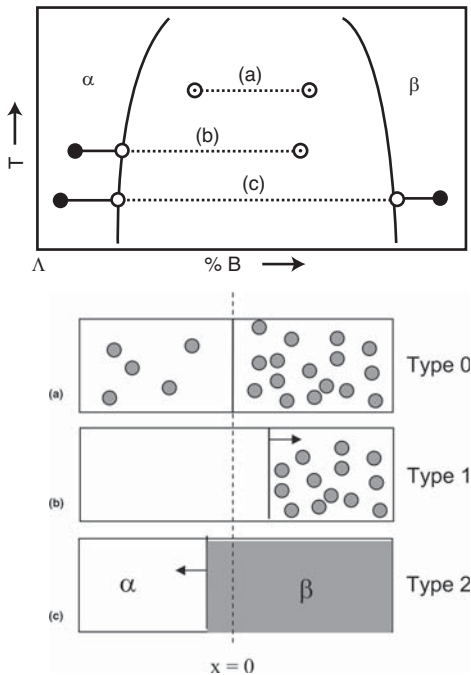 (a)
α
β
(b)
T
(c)
Λ
% B
Type 0
(a)
Type 1
(b)
α
β
Type 2
(c)
x = 0